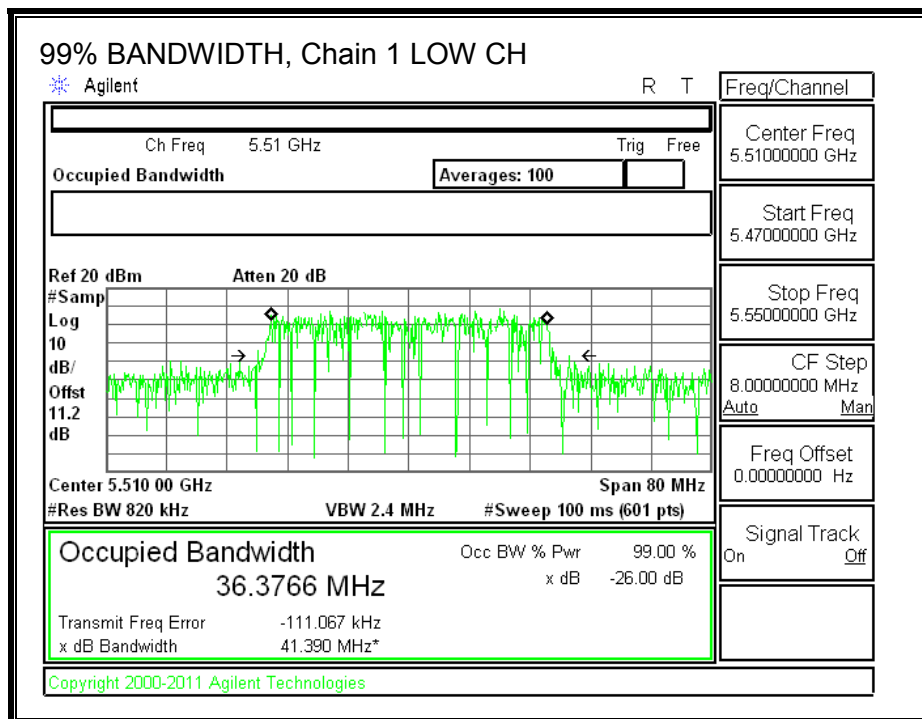 99% BANDWIDTH, Chain 1 LOW CH
Agilent R T
Freq/Channel
Ch Freq 5.51 GHz Trig Free
Occupied Bandwidth Averages: 100
Center Freq
5.51000000 GHz
Start Freq
5.47000000 GHz
Stop Freq
5.55000000 GHz
CF Step
8.00000000 MHz
Auto Man
Freq Offset
0.00000000 Hz
Signal Track
On Off
Ref 20 dBm Atten 20 dB
#Samp
Log
10
dB/
Offst
11.2
dB
Center 5.510 00 GHz Span 80 MHz
#Res BW 820 kHz VBW 2.4 MHz #Sweep 100 ms (601 pts)
Occupied Bandwidth Occ BW % Pwr 99.00 %
36.3766 MHz x dB -26.00 dB
Transmit Freq Error -111.067 kHz
x dB Bandwidth 41.390 MHz*
Copyright 2000-2011 Agilent Technologies